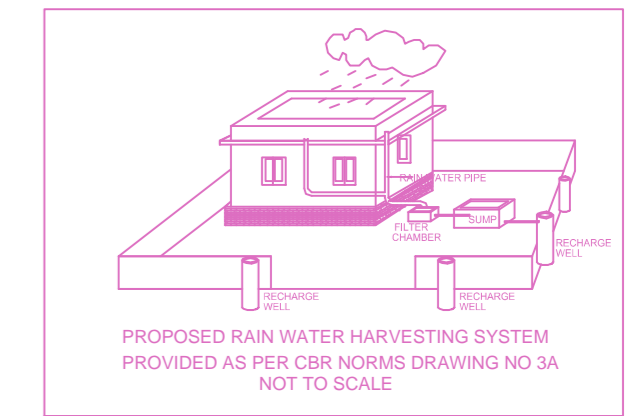 RAIN WATER PIPE
FILTER
CHAMBER
SUMP
RECHARGE
WELL
RECHARGE
WELL
RECHARGE
WELL
PROPOSED RAIN WATER HARVESTING SYSTEM
PROVIDED AS PER CBR NORMS DRAWING NO 3A
NOT TO SCALE